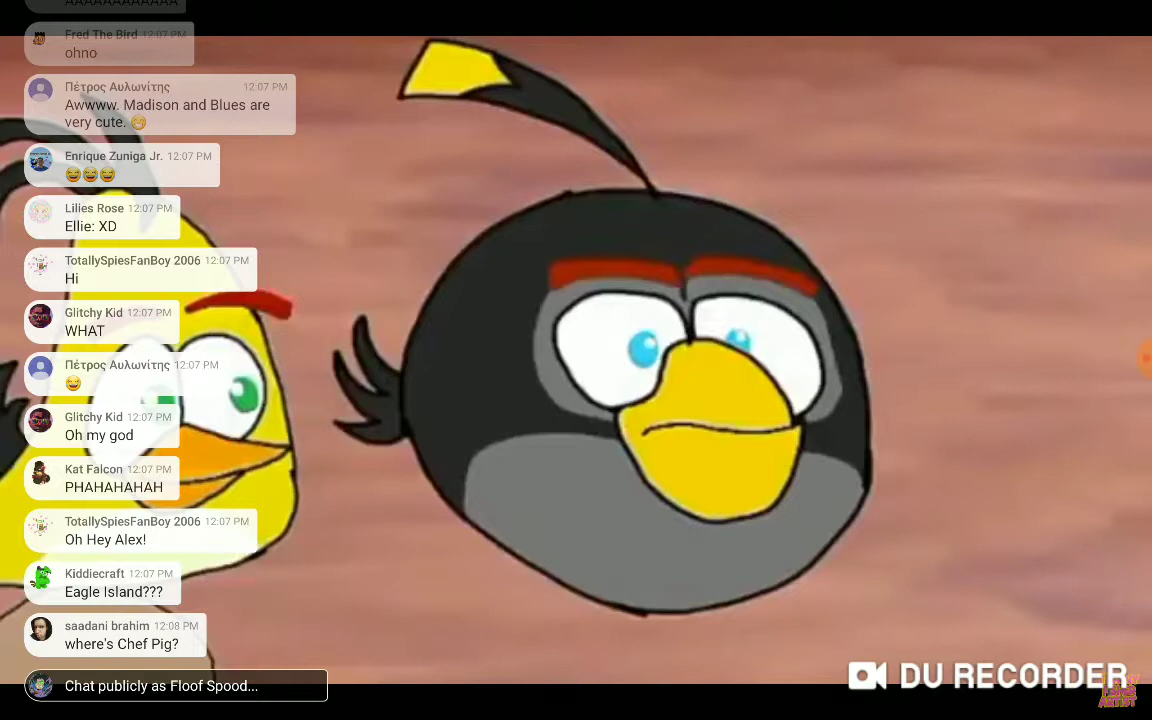 AAAAAAAAAAAA
Fred The Bird 12:07 PM
ohno
Πέτρος Αυλωνίτης 12:07 PM
Awwww. Madison and Blues are
very cute. 😁
Enrique Zuniga Jr. 12:07 PM
😂😂😂
Lilies Rose 12:07 PM
Ellie: XD
TotallySpiesFanBoy 2006 12:07 PM
Hi
Glitchy Kid 12:07 PM
WHAT
Πέτρος Αυλωνίτης 12:07 PM
😂
Glitchy Kid 12:07 PM
Oh my god
Kat Falcon 12:07 PM
PHAHAHAHAH
TotallySpiesFanBoy 2006 12:07 PM
Oh Hey Alex!
Kiddiecraft 12:07 PM
Eagle Island???
saadani brahim 12:08 PM
where's Chef Pig?
Chat publicly as Floof Spood...
DU RECORDER
ARTIST